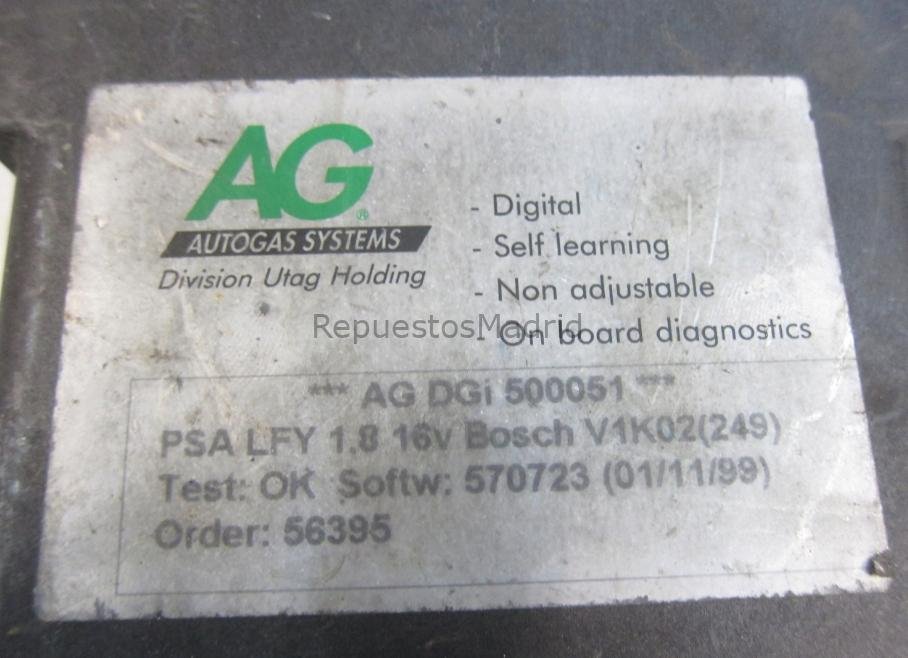 AG®
AUTOGAS SYSTEMS
Division Utag Holding
- Digital
- Self learning
- Non adjustable
- On board diagnostics
RepuestosMadrid
*** AG DGi 500051 ***
PSA LFY 1.8 16v Bosch V1K02(249)
Test: OK Softw: 570723 (01/11/99)
Order: 56395